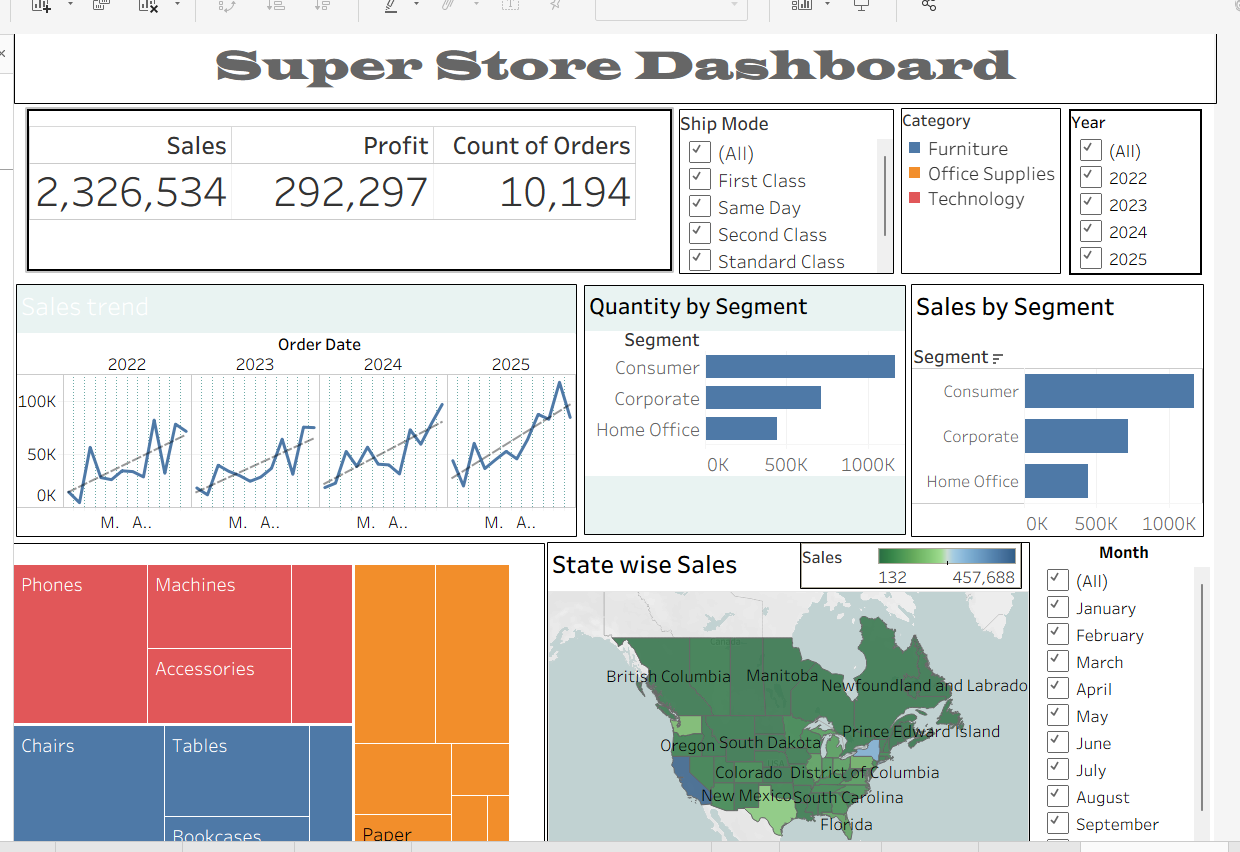 Super Store Dashboard
Sales Profit Count of Orders
2,326,534 292,297 10,194
Ship Mode
(All)
First Class
Same Day
Second Class
Standard Class
Category
Furniture
Office Supplies
Technology
Year
(All)
2022
2023
2024
2025
Sales trend
Order Date
2022 2023 2024 2025
100K
50K
0K
M. A.. M. A.. M. A.. M. A..
Quantity by Segment
Segment
Consumer
Corporate
Home Office
0K 500K 1000K
Sales by Segment
Segment
Consumer
Corporate
Home Office
0K 500K 1000K
Phones
Machines
Accessories
Chairs
Tables
Bookcases
Paper
State wise Sales
Sales
132 457,688
Canada
British Columbia
Manitoba
Newfoundland and Labrado
Prince Edward Island
Oregon
South Dakota
Colorado
District of Columbia
New Mexico
South Carolina
Florida
Month
(All)
January
February
March
April
May
June
July
August
September